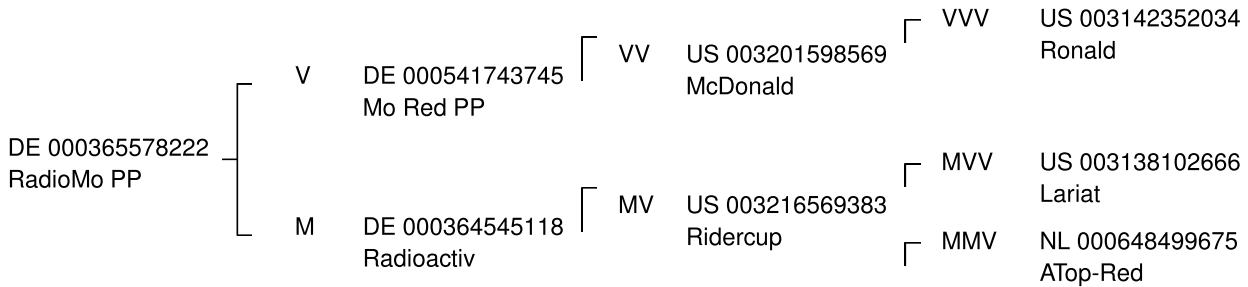 DE 000365578222
RadioMo PP
V
DE 000541743745
Mo Red PP
M
DE 000364545118
Radioactiv
VV
US 003201598569
McDonald
MV
US 003216569383
Ridercup
VVV
US 003142352034
Ronald
MVV
US 003138102666
Lariat
MMV
NL 000648499675
ATop-Red